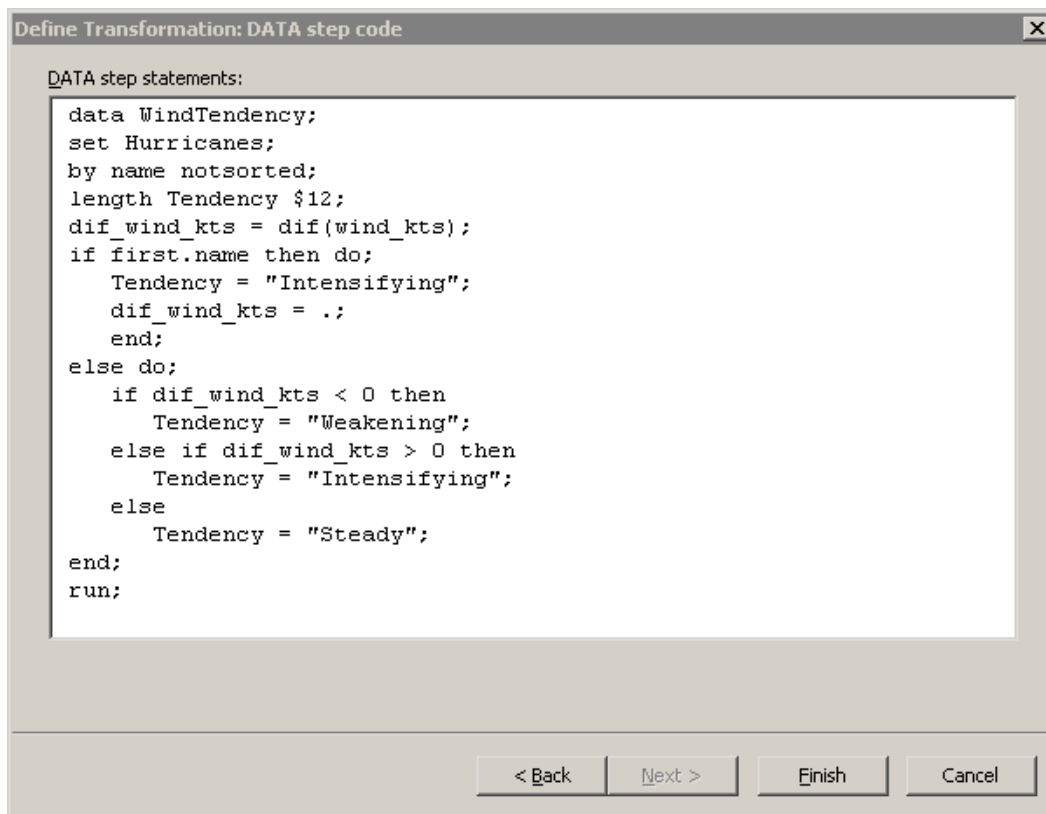 Define Transformation: DATA step code
DATA step statements:
data WindTendency;
set Hurricanes;
by name notsorted;
length Tendency $12;
dif_wind_kts = dif(wind_kts);
if first.name then do;
   Tendency = "Intensifying";
   dif_wind_kts = .;
   end;
else do;
   if dif_wind_kts < 0 then
      Tendency = "Weakening";
   else if dif_wind_kts > 0 then
      Tendency = "Intensifying";
   else
      Tendency = "Steady";
end;
run;
< Back Next > Finish Cancel